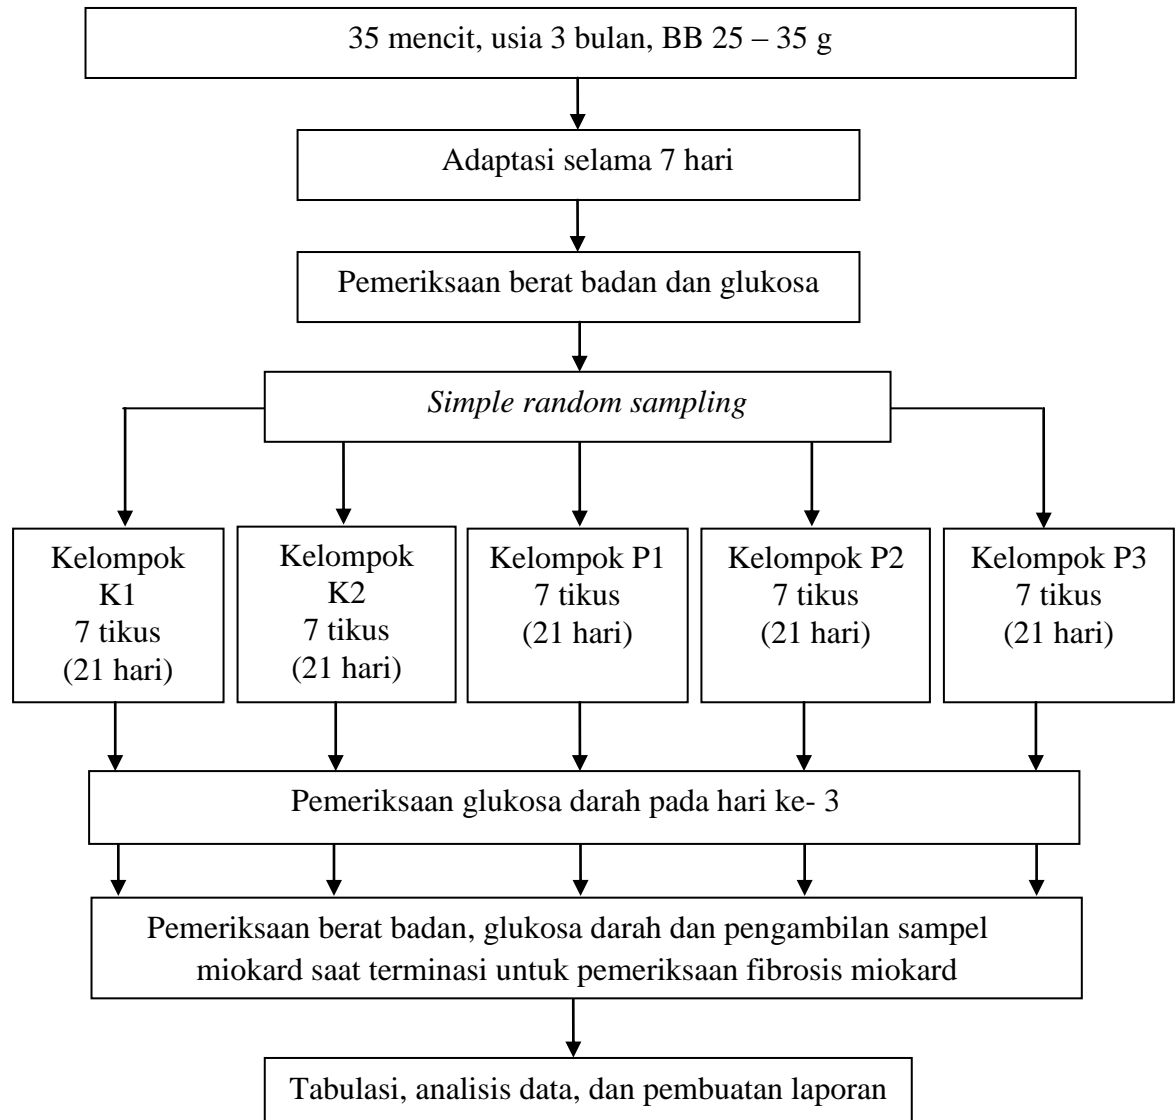 35 mencit, usia 3 bulan, BB 25 – 35 g
Adaptasi selama 7 hari
Pemeriksaan berat badan dan glukosa
Simple random sampling
Kelompok
K1
7 tikus
(21 hari)
Kelompok
K2
7 tikus
(21 hari)
Kelompok P1
7 tikus
(21 hari)
Kelompok P2
7 tikus
(21 hari)
Kelompok P3
7 tikus
(21 hari)
Pemeriksaan glukosa darah pada hari ke- 3
Pemeriksaan berat badan, glukosa darah dan pengambilan sampel
miokard saat terminasi untuk pemeriksaan fibrosis miokard
Tabulasi, analisis data, dan pembuatan laporan